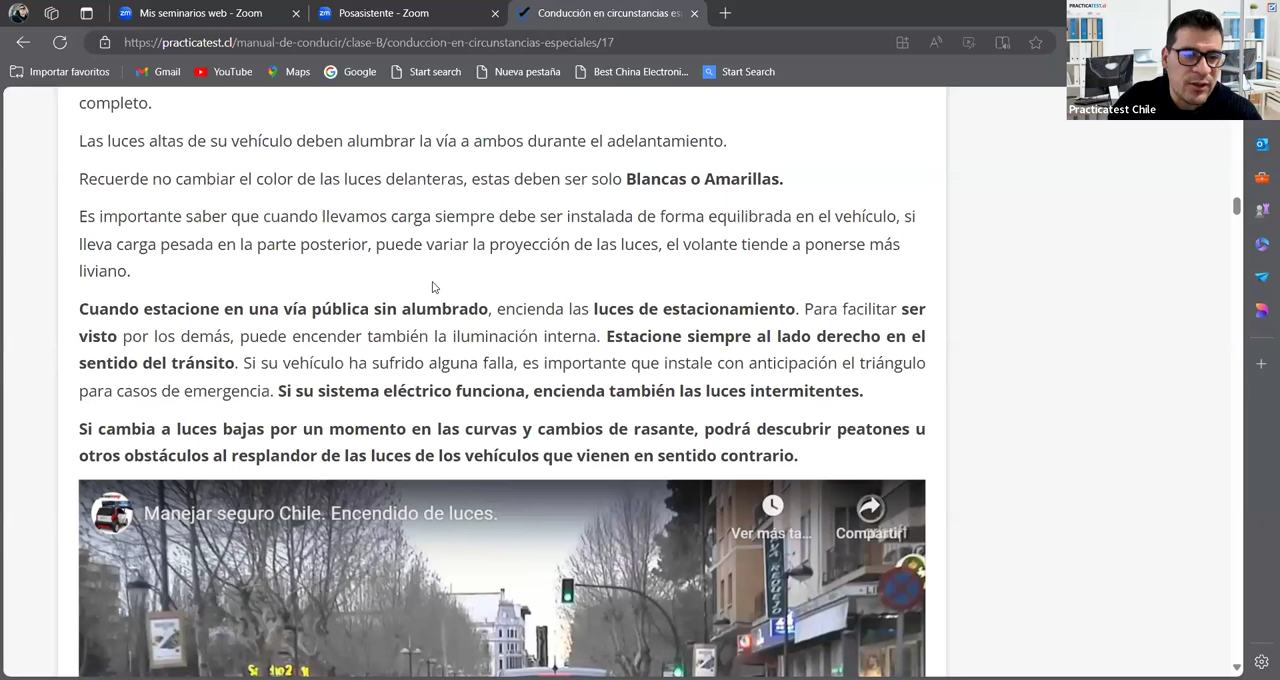 Mis seminarios web - Zoom
Posasistente - Zoom
Conducción en circunstancias es
https://practicatest.cl/manual-de-conducir/clase-B/conduccion-en-circunstancias-especiales/17
Importar favoritos
Gmail
YouTube
Maps
Google
Start search
Nueva pestaña
Best China Electroni...
Start Search
PRACTICATEST.cl
Practicatest Chile
completo.
Las luces altas de su vehículo deben alumbrar la vía a ambos durante el adelantamiento.
Recuerde no cambiar el color de las luces delanteras, estas deben ser solo Blancas o Amarillas.
Es importante saber que cuando llevamos carga siempre debe ser instalada de forma equilibrada en el vehículo, si
lleva carga pesada en la parte posterior, puede variar la proyección de las luces, el volante tiende a ponerse más
liviano.
Cuando estacione en una vía pública sin alumbrado, encienda las luces de estacionamiento. Para facilitar ser
visto por los demás, puede encender también la iluminación interna. Estacione siempre al lado derecho en el
sentido del tránsito. Si su vehículo ha sufrido alguna falla, es importante que instale con anticipación el triángulo
para casos de emergencia. Si su sistema eléctrico funciona, encienda también las luces intermitentes.
Si cambia a luces bajas por un momento en las curvas y cambios de rasante, podrá descubrir peatones u
otros obstáculos al resplandor de las luces de los vehículos que vienen en sentido contrario.
Manejar seguro Chile. Encendido de luces.
Ver más ta...
Compartir